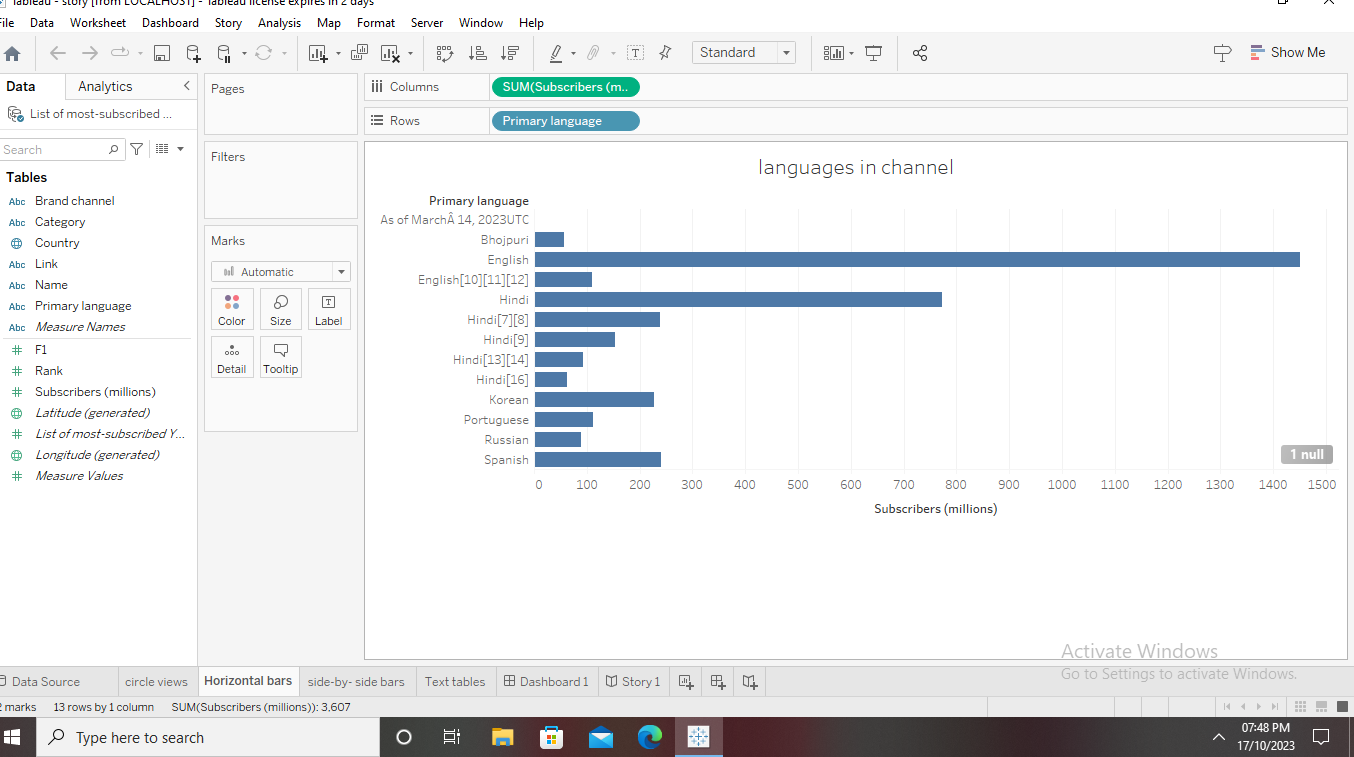 Tableau - story [from LOCALHOST] - Tableau license expires in 2 days
File Data Worksheet Dashboard Story Analysis Map Format Server Window Help
Standard
Show Me
Data Analytics
List of most-subscribed ...
Search
Tables
Abc Brand channel
Abc Category
Country
Abc Link
Abc Name
Abc Primary language
Abc Measure Names
# F1
# Rank
# Subscribers (millions)
Latitude (generated)
# List of most-subscribed Y...
Longitude (generated)
# Measure Values
Pages
Filters
Marks
Automatic
Color Size Label
Detail Tooltip
Columns SUM(Subscribers (m..
Rows Primary language
languages in channel
Primary language
As of MarchÂ 14, 2023UTC
Bhojpuri
English
English[10][11][12]
Hindi
Hindi[7][8]
Hindi[9]
Hindi[13][14]
Hindi[16]
Korean
Portuguese
Russian
Spanish
1 null
0 100 200 300 400 500 600 700 800 900 1000 1100 1200 1300 1400 1500
Subscribers (millions)
Activate Windows
Go to Settings to activate Windows.
Data Source circle views Horizontal bars side-by- side bars Text tables Dashboard 1 Story 1
2 marks 13 rows by 1 column SUM(Subscribers (millions)): 3,607
Type here to search
07:48 PM
17/10/2023